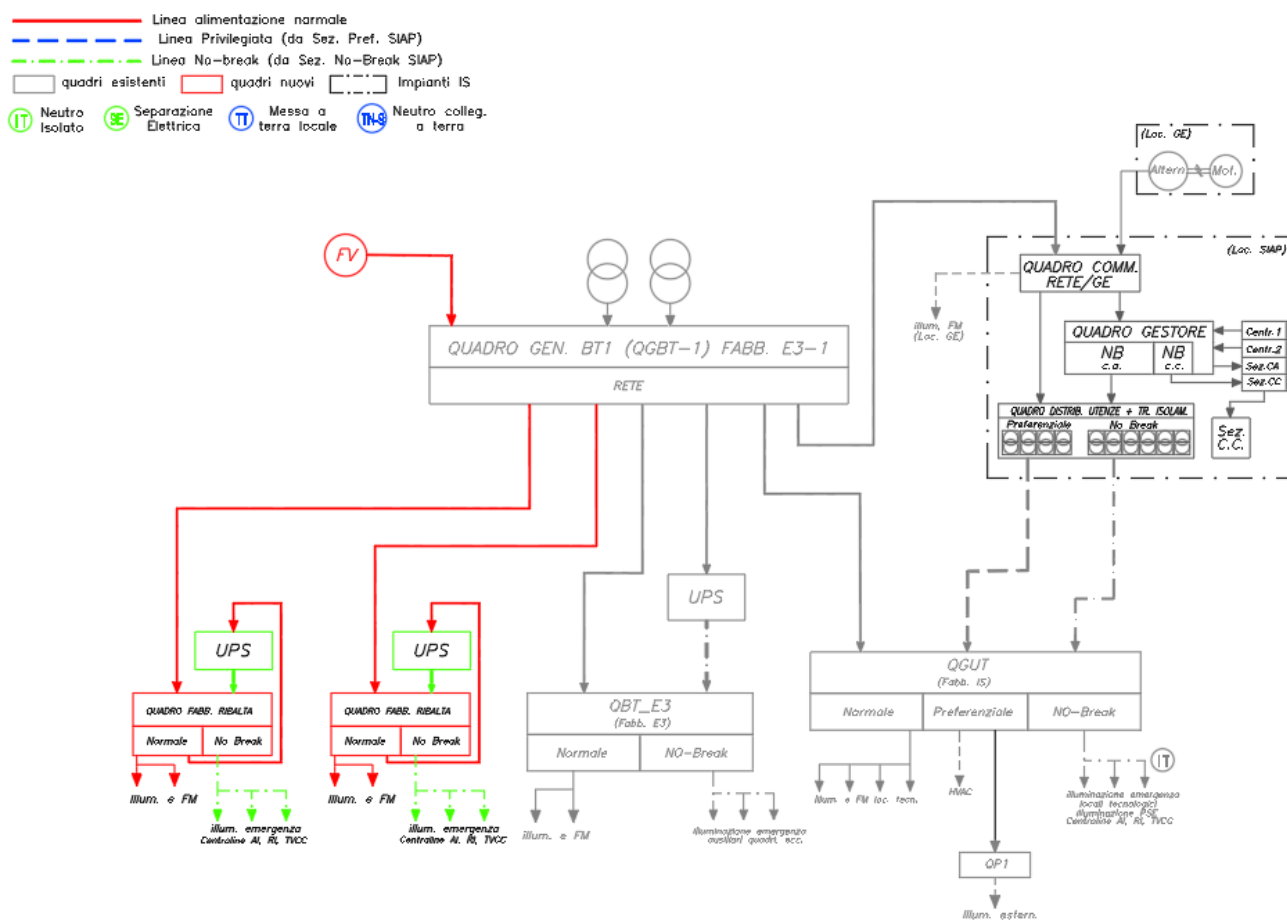 Linea alimentazione normale
Linea Privilegiata (da Sez. Pref. SIAP)
Linea No-break (da Sez. No-Break SIAP)
quadri esistenti
quadri nuovi
Impianti IS
IT
Neutro
Isolato
SE
Separazione
Elettrica
TT
Messa a
terra locale
TN-S
Neutro colleg.
a terra
(Loc. GE)
Altern
Mot.
(Loc. SIAP)
FV
QUADRO COMM.
RETE/GE
illum. FM
(Loc. GE)
QUADRO GESTORE
NB
c.a.
NB
c.c.
Centr.1
Centr.2
Sez.CA
Sez.CC
QUADRO GEN. BT1 (QGBT-1) FABB. E3-1
RETE
QUADRO DISTRIB. UTENZE + TR. ISOLAM.
Preferenziale
No Break
Sez.
C.C.
UPS
UPS
UPS
QUADRO FABB. RIBALTA
Normale
No Break
Illum. e FM
illum. emergenza
Centraline AI, RI, TVCC
QUADRO FABB. RIBALTA
Normale
No Break
Illum. e FM
illum. emergenza
Centraline AI, RI, TVCC
QBT_E3
(Fabb. E3)
Normale
NO-Break
illum. e FM
illuminazione emergenza
ausiliari quadri, ecc.
QGUT
(Fabb. IS)
Normale
Preferenziale
NO-Break
Illum. e FM loc. tecn.
HVAC
IT
illuminazione emergenza
locali tecnologici
illuminazione PSE
Centraline AI, RI, TVCC
QP1
Illum. estern.